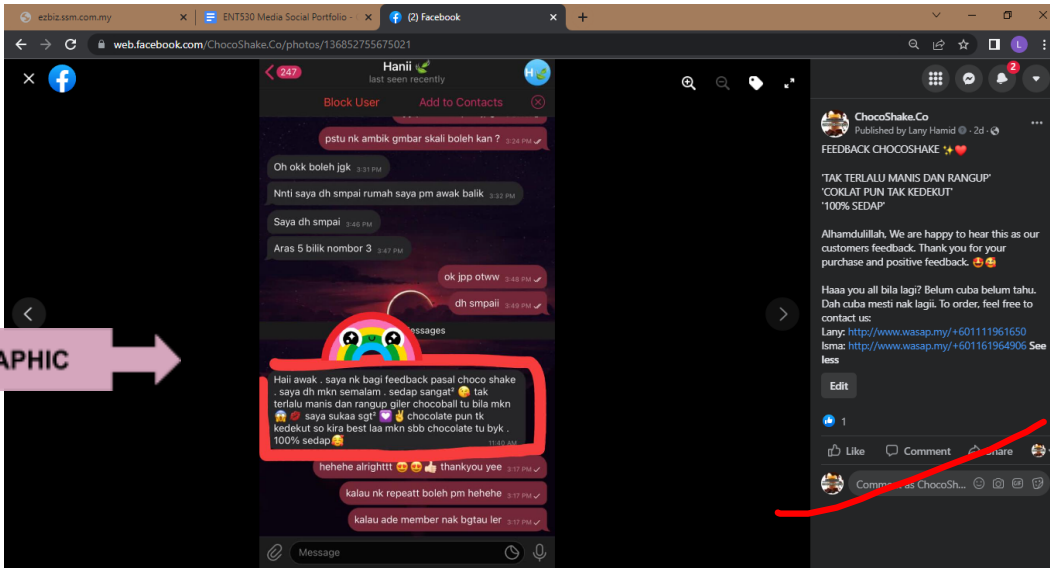 ezbiz.ssm.com.my
ENT530 Media Social Portfolio -
(2) Facebook
web.facebook.com/ChocoShake.Co/photos/136852755675021
L
247
Hanii
last seen recently
H
Block User
Add to Contacts
pstu nk ambik gmbar skali boleh kan ? 3:24 PM
Oh okk boleh jgk 3:31 PM
Nnti saya dh smpai rumah saya pm awak balik 3:32 PM
Saya dh smpai 3:46 PM
Aras 5 bilik nombor 3 3:47 PM
ok jpp otww 3:48 PM
dh smpaii 3:49 PM
essages
Haii awak . saya nk bagi feedback pasal choco shake
. saya dh mkn semalam . sedap sangat² 😘 tak
terlalu manis dan rangup giler chocoball tu bila mkn
😱 💋 saya sukaa sgt² 💟 ✌ chocolate pun tk
kedekut so kira best laa mkn sbb chocolate tu byk .
100% sedap 🥰
11:40 AM
hehehe alrighttt 😍 😍 👍 thankyou yee 3:17 PM
kalau nk repeatt boleh pm hehehe 3:17 PM
kalau ade member nak bgtau ler 3:17 PM
Message
APHIC
2
ChocoShake.Co
Published by Lany Hamid · 2d ·
FEEDBACK CHOCOSHAKE ✨❤️
'TAK TERLALU MANIS DAN RANGUP'
'COKLAT PUN TAK KEDEKUT'
'100% SEDAP'
Alhamdulillah, We are happy to hear this as our
customers feedback. Thank you for your
purchase and positive feedback. 🤩🥰
Haaa you all bila lagi? Belum cuba belum tahu.
Dah cuba mesti nak lagii. To order, feel free to
contact us:
Lany: http://www.wasap.my/+601111961650
Isma: http://www.wasap.my/+601161964906 See
less
Edit
1
Like
Comment
Share
Comment as ChocoSh...